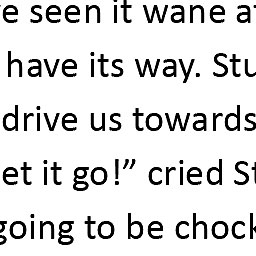 e seen it wane a
have its way. Stu
drive us towards
et it go!” cried St
going to be chock